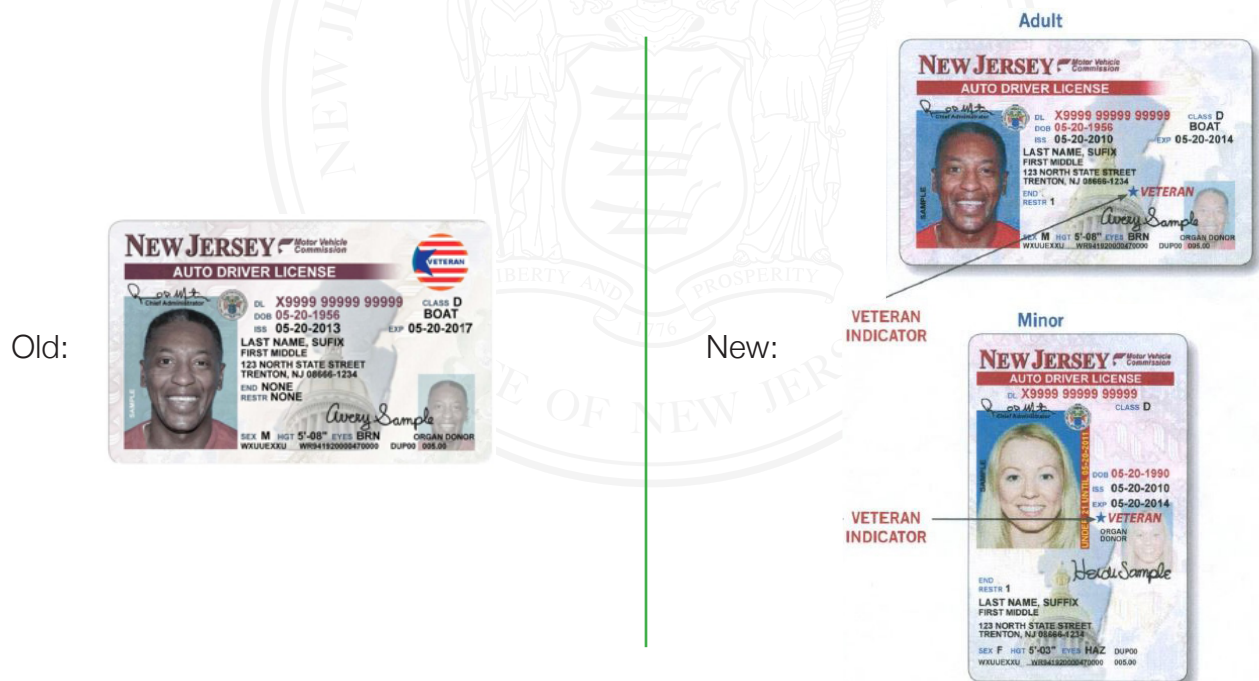 Old:
NEW JERSEY Motor Vehicle Commission
VETERAN
AUTO DRIVER LICENSE
Chief Administrator
DL X9999 99999 99999
CLASS D
DOB 05-20-1956
BOAT
ISS 05-20-2013
EXP 05-20-2017
LAST NAME, SUFIX
FIRST MIDDLE
123 NORTH STATE STREET
TRENTON, NJ 08666-1234
END NONE
RESTR NONE
SAMPLE
Avery Sample
SEX M HGT 5'-08" EYES BRN
ORGAN DONOR
WXUUEXXU WR941920000470000 DUP00 005.00
New:
Adult
NEW JERSEY Motor Vehicle Commission
AUTO DRIVER LICENSE
Chief Administrator
DL X9999 99999 99999
CLASS D
DOB 05-20-1956
BOAT
ISS 05-20-2010
EXP 05-20-2014
LAST NAME, SUFIX
FIRST MIDDLE
123 NORTH STATE STREET
TRENTON, NJ 08666-1234
END
RESTR 1
VETERAN
SAMPLE
Avery Sample
SEX M HGT 5'-08" EYES BRN
ORGAN DONOR
WXUUEXXU WR941920000470000 DUP00 005.00
VETERAN
INDICATOR
Minor
NEW JERSEY Motor Vehicle Commission
AUTO DRIVER LICENSE
DL X9999 99999 99999
CLASS D
Chief Administrator
SAMPLE
UNDER 21 UNTIL 05-20-2011
DOB 05-20-1990
ISS 05-20-2010
EXP 05-20-2014
VETERAN
ORGAN
DONOR
VETERAN
INDICATOR
Heidi Sample
END
RESTR 1
LAST NAME, SUFFIX
FIRST MIDDLE
123 NORTH STATE STREET
TRENTON, NJ 08666-1234
SEX F HGT 5'-03" EYES HAZ DUP00
WXUUEXXU WR941920000470000 005.00
LIBERTY AND PROSPERITY
1776
OF NEW JER
NEW JE